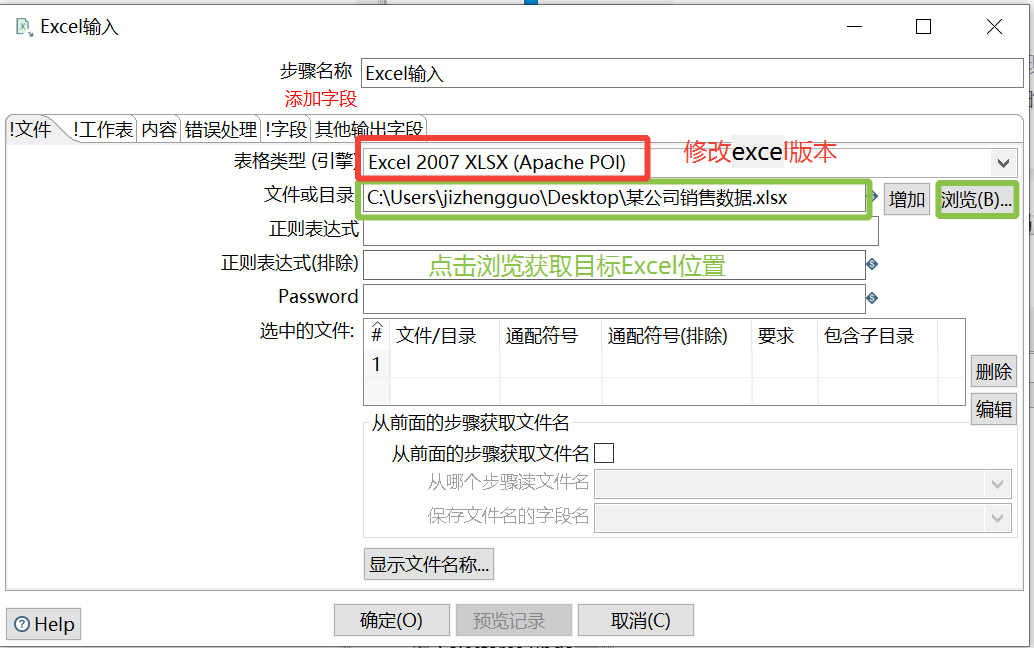 Excel输入
步骤名称 Excel输入
添加字段
!文件 !工作表 内容 错误处理 !字段 其他输出字段
表格类型 (引擎) Excel 2007 XLSX (Apache POI) 修改excel版本
文件或目录 C:\Users\jizhengguo\Desktop\某公司销售数据.xlsx 增加 浏览(B)...
正则表达式
正则表达式(排除) 点击浏览获取目标Excel位置
Password
选中的文件: # 文件/目录 通配符号 通配符号(排除) 要求 包含子目录
1
删除
编辑
从前面的步骤获取文件名
从前面的步骤获取文件名
从哪个步骤读文件名
保存文件名的字段名
显示文件名称...
Help 确定(O) 预览记录 取消(C)